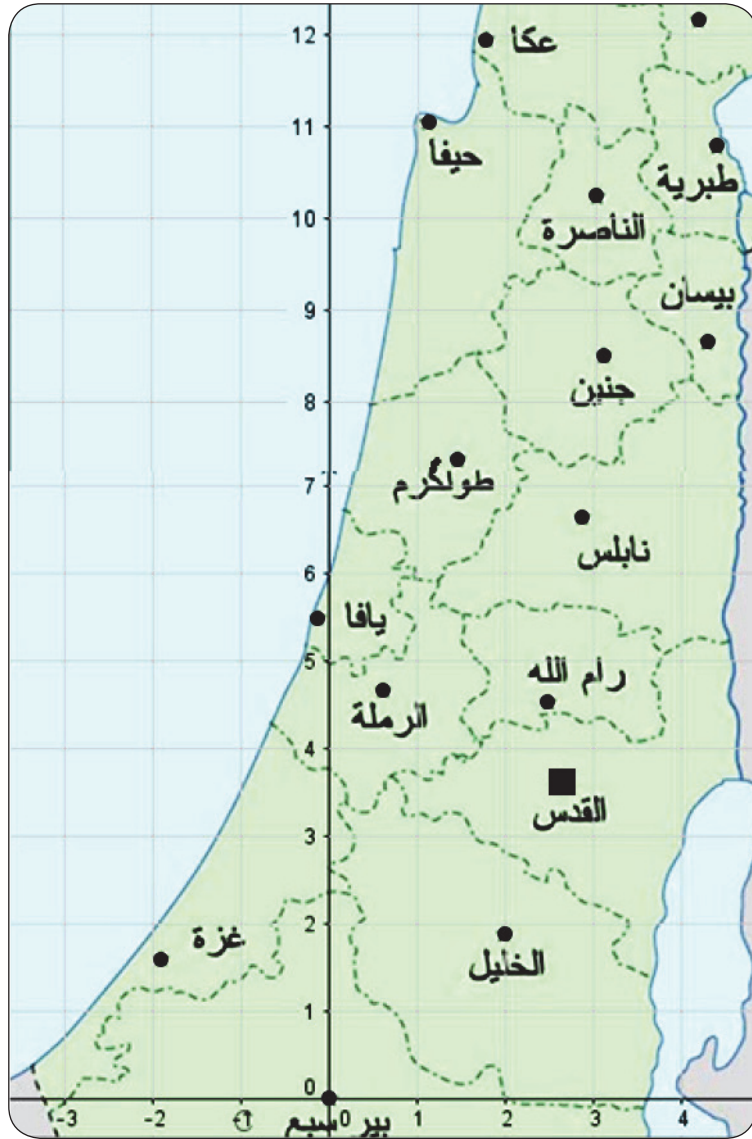 12
عكا
11
حيفا
طبرية
10
الناصرة
9
بيسان
8
جنين
7
طولكرم
6
نابلس
يافا
5
رام الله
الرملة
4
القدس
3
2
غزة
الخليل
1
0
-3 -2 -1 0 1 2 3 4
بير سبع